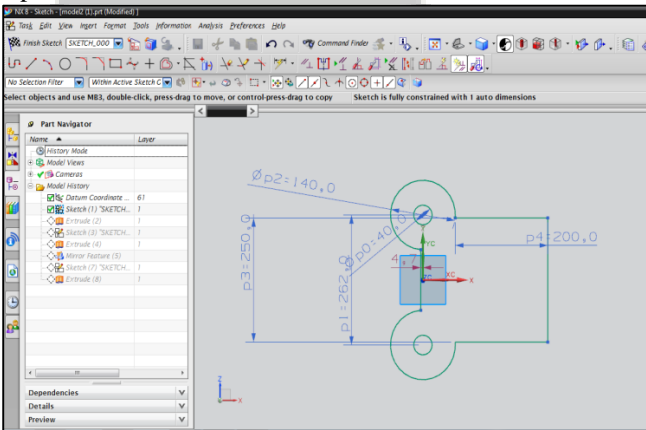 NX 8 - Sketch - [model2 (1).prt (Modified) ]
Task Edit View Insert Format Tools Information Analysis Preferences Help
Finish Sketch SKETCH_000 Command Finder
No Selection Filter Within Active Sketch O
Select objects and use MB3, double-click, press-drag to move, or control-press-drag to copy Sketch is fully constrained with 1 auto dimensions
Part Navigator
Name Layer
History Mode
Model Views
Cameras
Model History
Datum Coordinate ... 61
Sketch (1) "SKETCH... 1
Extrude (2) 1
Sketch (3) "SKETCH... 1
Extrude (4) 1
Mirror Feature (5) 1
Sketch (7) "SKETCH... 1
Extrude (8) 1
Dependencies
Details
Preview
Øp2=140,0
p4=200,0
Øp0=40,0
p3=250,0
p1=262,0
YC
XC
X
Z
X